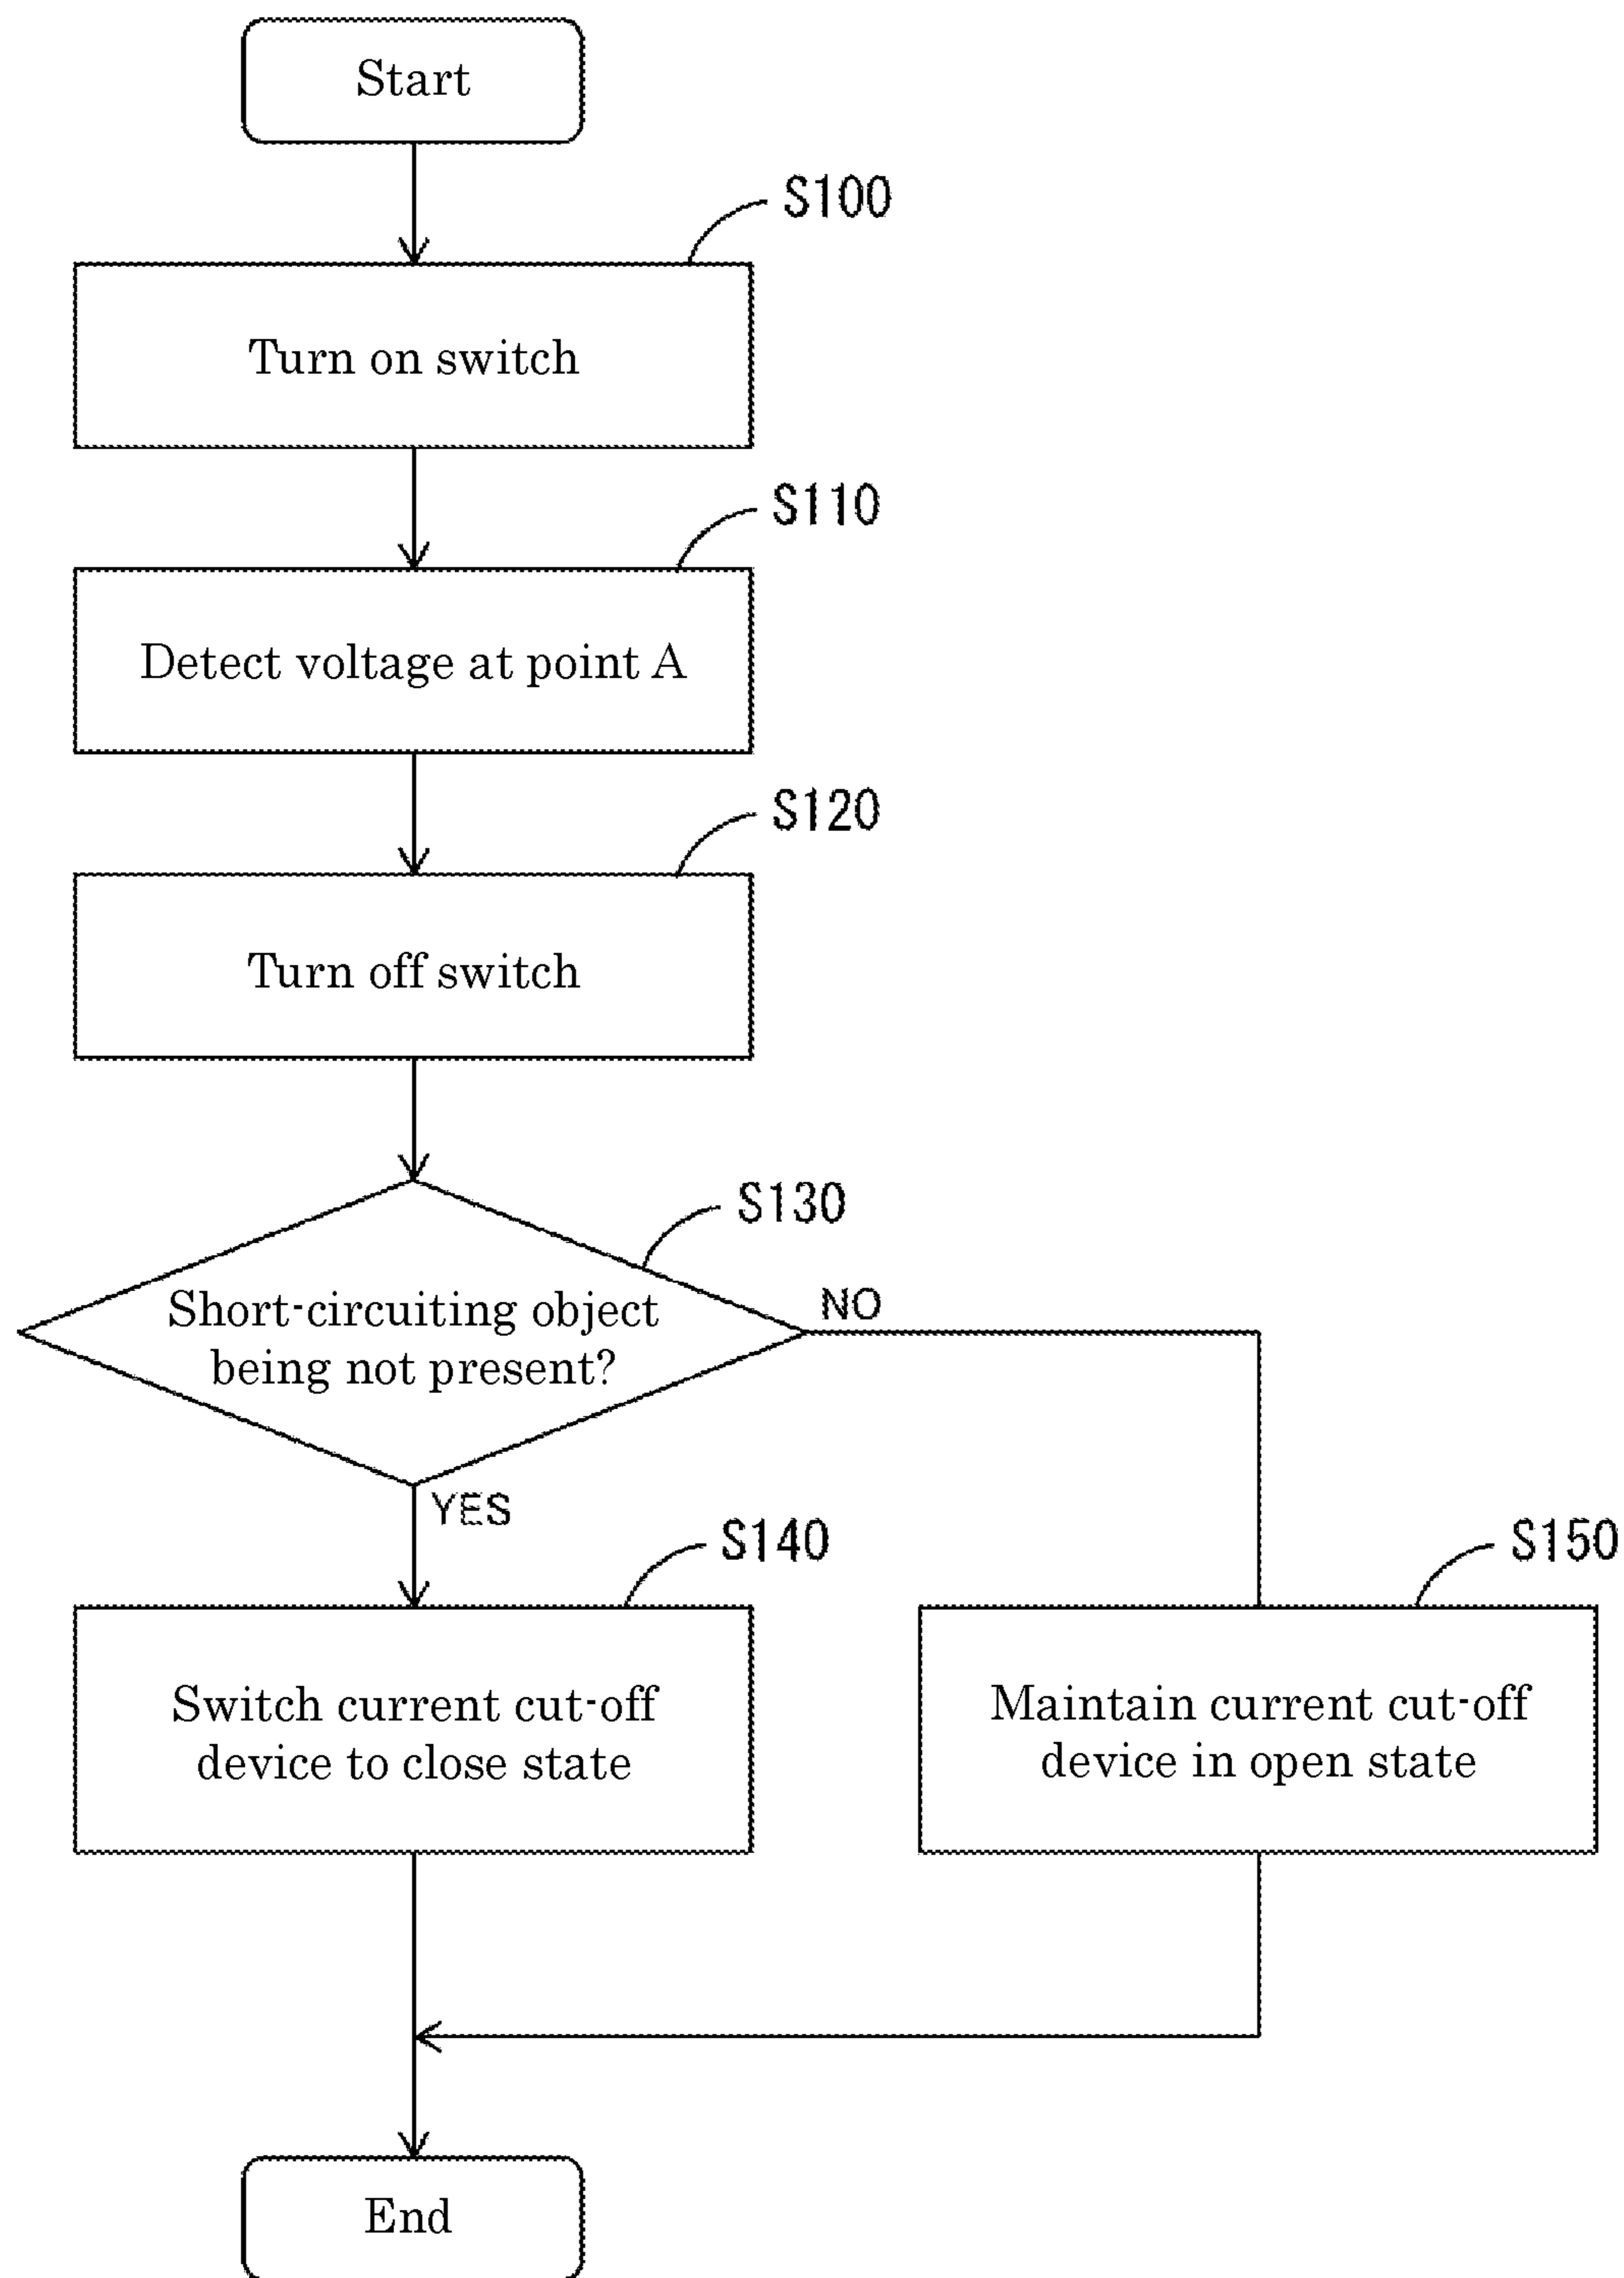 Start
S100
Turn on switch
S110
Detect voltage at point A
S120
Turn off switch
S130
Short-circuiting object
being not present?
NO
YES
S140
Switch current cut-off
device to close state
S150
Maintain current cut-off
device in open state
End